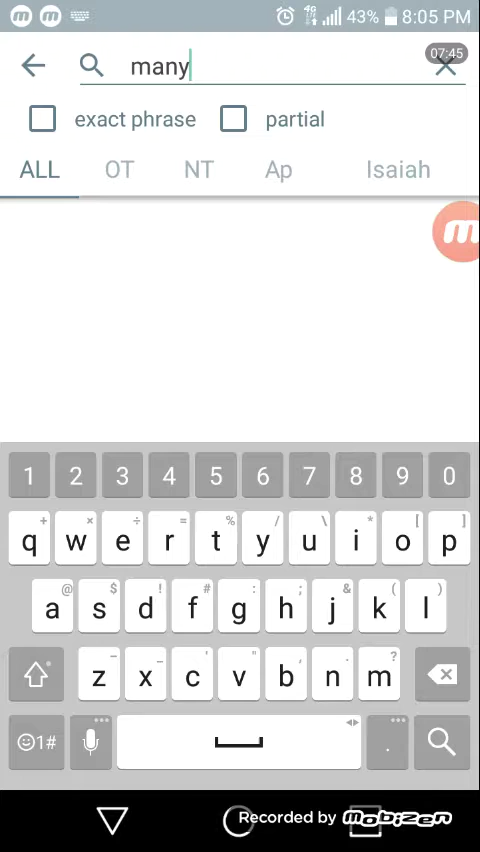 43% 8:05 PM
many 07:45
exact phrase partial
ALL OT NT Ap Isaiah
1 2 3 4 5 6 7 8 9 0
+ × ÷ = % / \ * [ ]
q w e r t y u i o p
@ $ ! # : ; & ( )
a s d f g h j k l
– _ ' " , . ?
z x c v b n m
1# .
Recorded by Mobizen